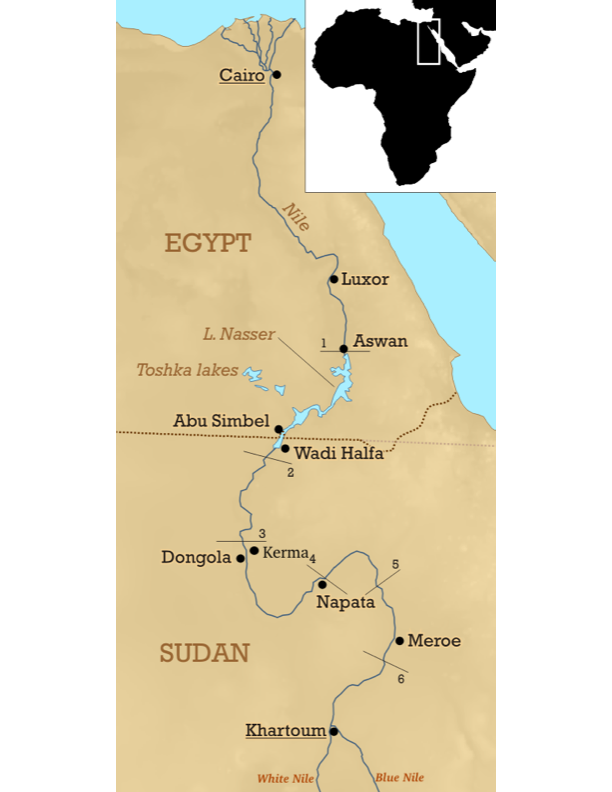 Cairo
Nile
EGYPT
Luxor
L. Nasser
1
Aswan
Toshka lakes
Abu Simbel
Wadi Halfa
2
3
Kerma
4
Dongola
5
Napata
SUDAN
Meroe
6
Khartoum
White Nile
Blue Nile